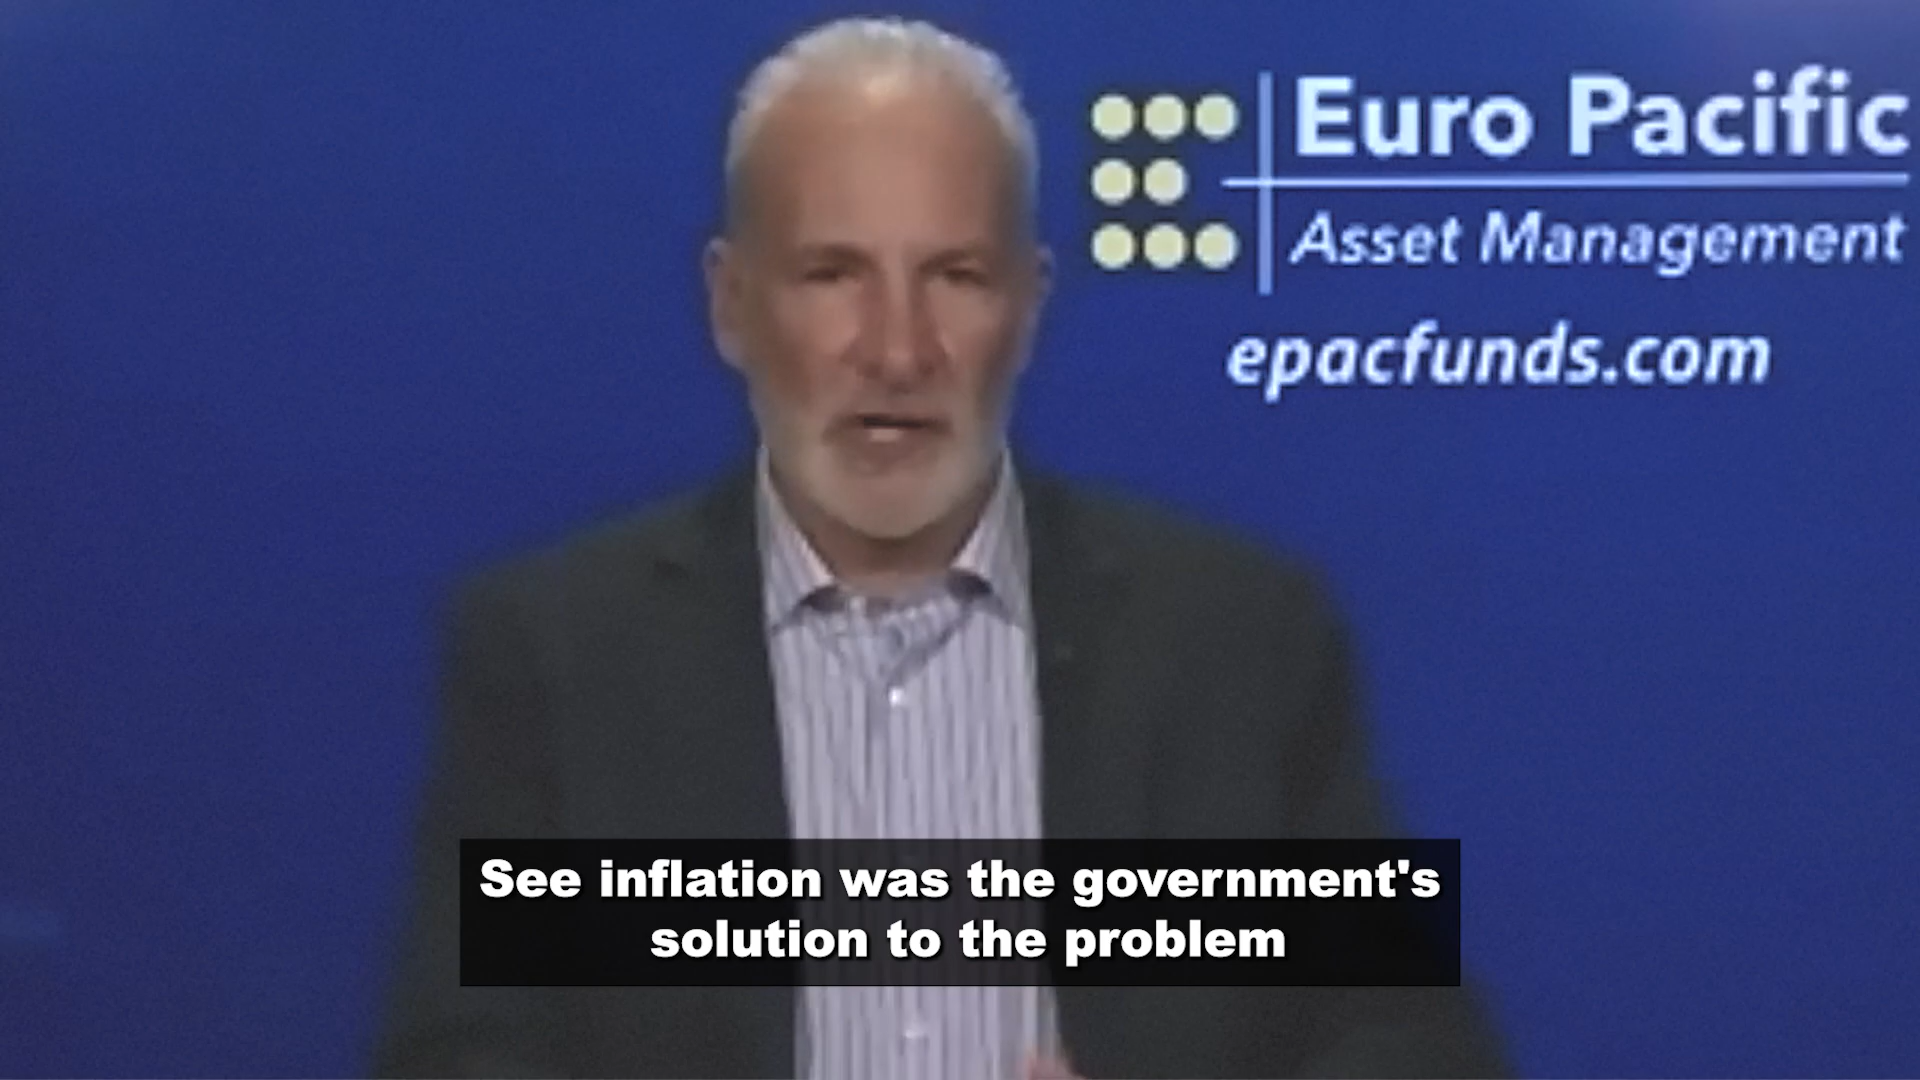 Euro Pacific
Asset Management
epacfunds.com
See inflation was the government's
solution to the problem